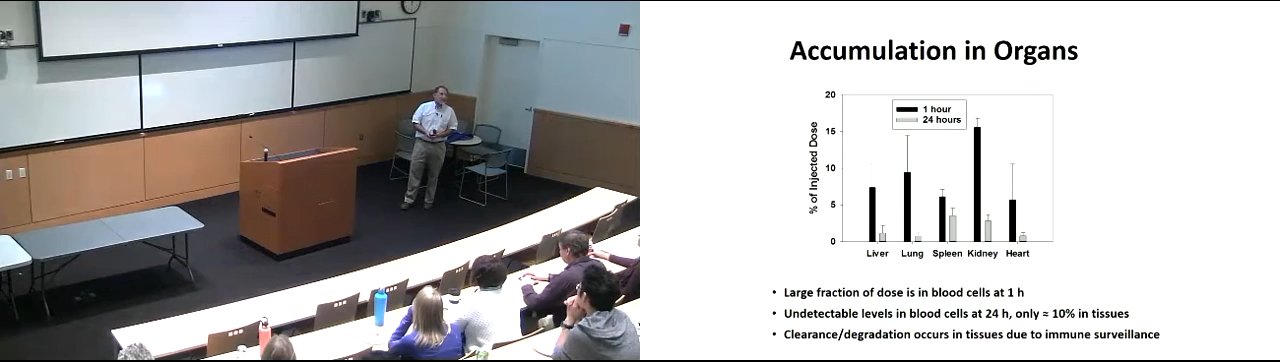 Accumulation in Organs
20
15
10
5
0
% of Injected Dose
1 hour
24 hours
Liver Lung Spleen Kidney Heart
• Large fraction of dose is in blood cells at 1 h
• Undetectable levels in blood cells at 24 h, only ≈ 10% in tissues
• Clearance/degradation occurs in tissues due to immune surveillance